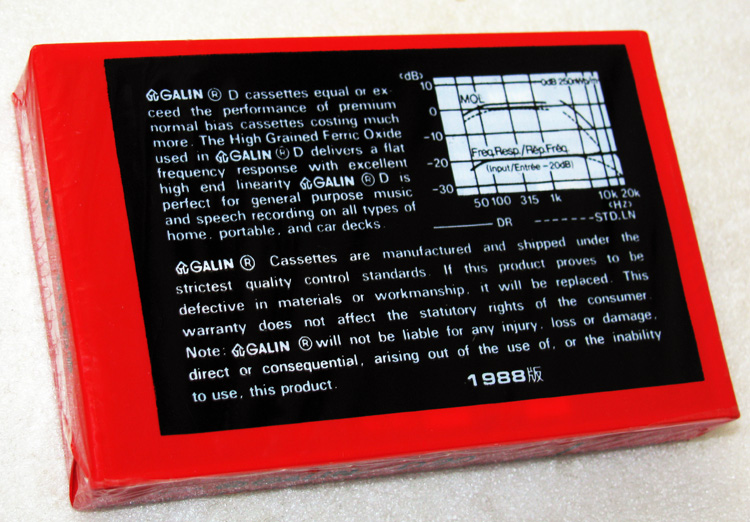 GALIN ® D cassettes equal or ex-
ceed the performance of premium
normal bias cassettes costing much
more. The High Grained Ferric Oxide
used in GALIN ® D delivers a flat
frequency response with excellent
high end linearity GALIN ® D is
perfect for general purpose music
and speech recording on all types of
home, portable, and car decks.
(dB)
10
0
-10
-20
-30
0dB 250nWb/m
MOL
Freq.Resp./Rép.Fréq.
(Input/Entrée -20dB)
50 100 315 1k 10k 20k
(HZ)
DR STD.LN
GALIN ® Cassettes are manufactured and shipped under the
strictest quality control standards. If this product proves to be
defective in materials or workmanship, it will be replaced. This
warranty does not affect the statutory rights of the consumer.
Note: GALIN ® will not be liable for any injury, loss or damage,
direct or consequential, arising out of the use of, or the inability
to use, this product.
1988版